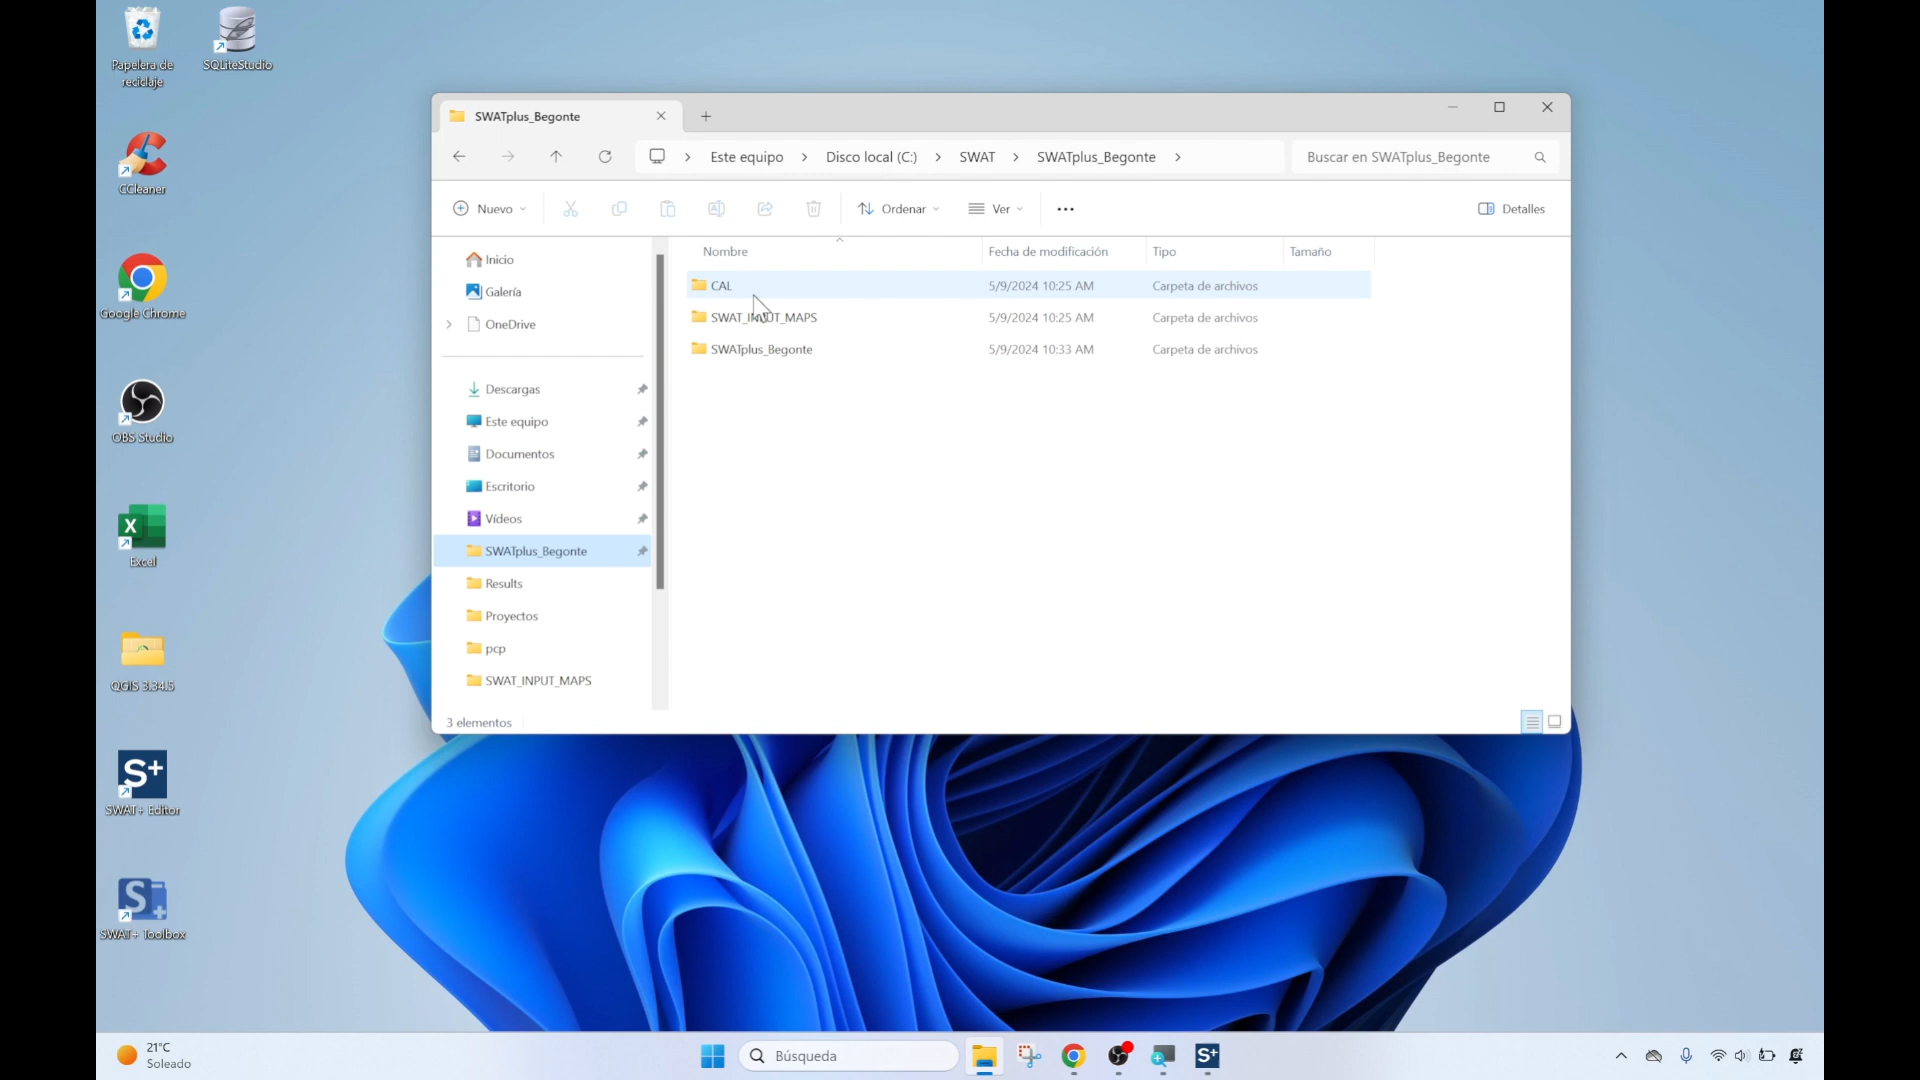 Papelera de
reciclaje
SQLiteStudio
CCleaner
Google Chrome
OBS Studio
Excel
QGIS 3.34.5
SWAT+ Editor
SWAT+ Toolbox
SWATplus_Begonte
Este equipo
Disco local (C:)
SWAT
SWATplus_Begonte
Buscar en SWATplus_Begonte
Nuevo
Ordenar
Ver
Detalles
Inicio
Galería
OneDrive
Descargas
Este equipo
Documentos
Escritorio
Vídeos
SWATplus_Begonte
Results
Proyectos
pcp
SWAT_INPUT_MAPS
Nombre
Fecha de modificación
Tipo
Tamaño
CAL
5/9/2024 10:25 AM
Carpeta de archivos
SWAT_INPUT_MAPS
5/9/2024 10:25 AM
Carpeta de archivos
SWATplus_Begonte
5/9/2024 10:33 AM
Carpeta de archivos
3 elementos
21°C
Soleado
Búsqueda